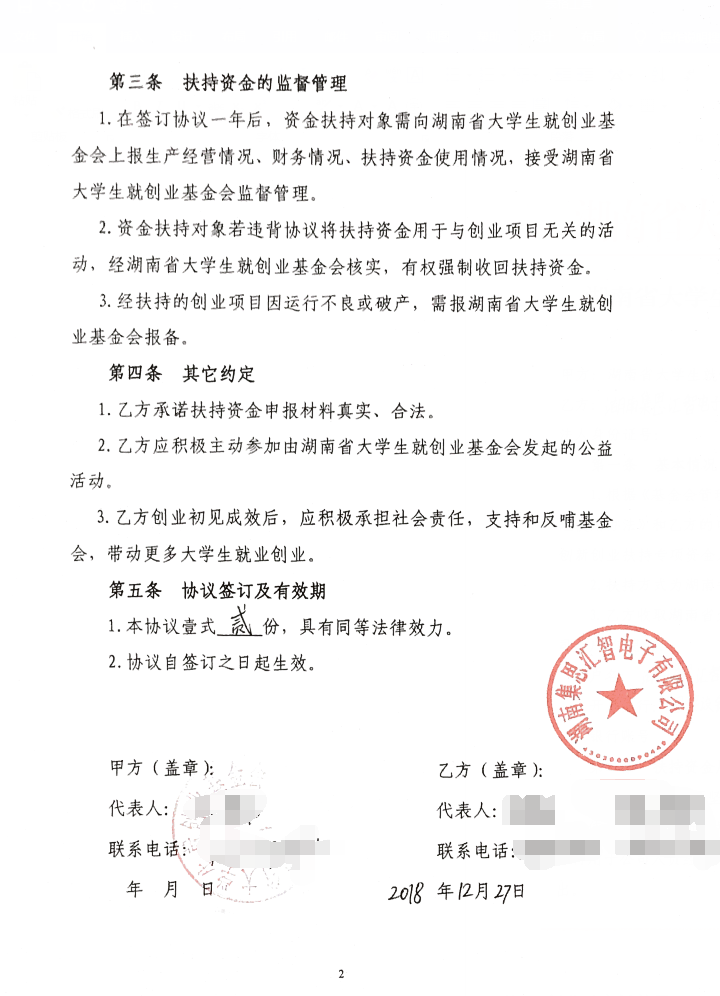 第三条 扶持资金的监督管理
1.在签订协议一年后，资金扶持对象需向湖南省大学生就创业基
金会上报生产经营情况、财务情况、扶持资金使用情况，接受湖南省
大学生就创业基金会监督管理。
2.资金扶持对象若违背协议将扶持资金用于与创业项目无关的活
动，经湖南省大学生就创业基金会核实，有权强制收回扶持资金。
3.经扶持的创业项目因运行不良或破产，需报湖南省大学生就创
业基金会报备。
第四条 其它约定
1.乙方承诺扶持资金申报材料真实、合法。
2.乙方应积极主动参加由湖南省大学生就创业基金会发起的公益
活动。
3.乙方创业初见成效后，应积极承担社会责任，支持和反哺基金
会，带动更多大学生就业创业。
第五条 协议签订及有效期
1.本协议壹式 贰 份，具有同等法律效力。
2.协议自签订之日起生效。
湖南集思汇智电子有限公司
4302000090449
甲方（盖章）： 乙方（盖章）：
代表人： 代表人：
联系电话： 联系电话：
年 月 日 2018 年 12月 27日
2